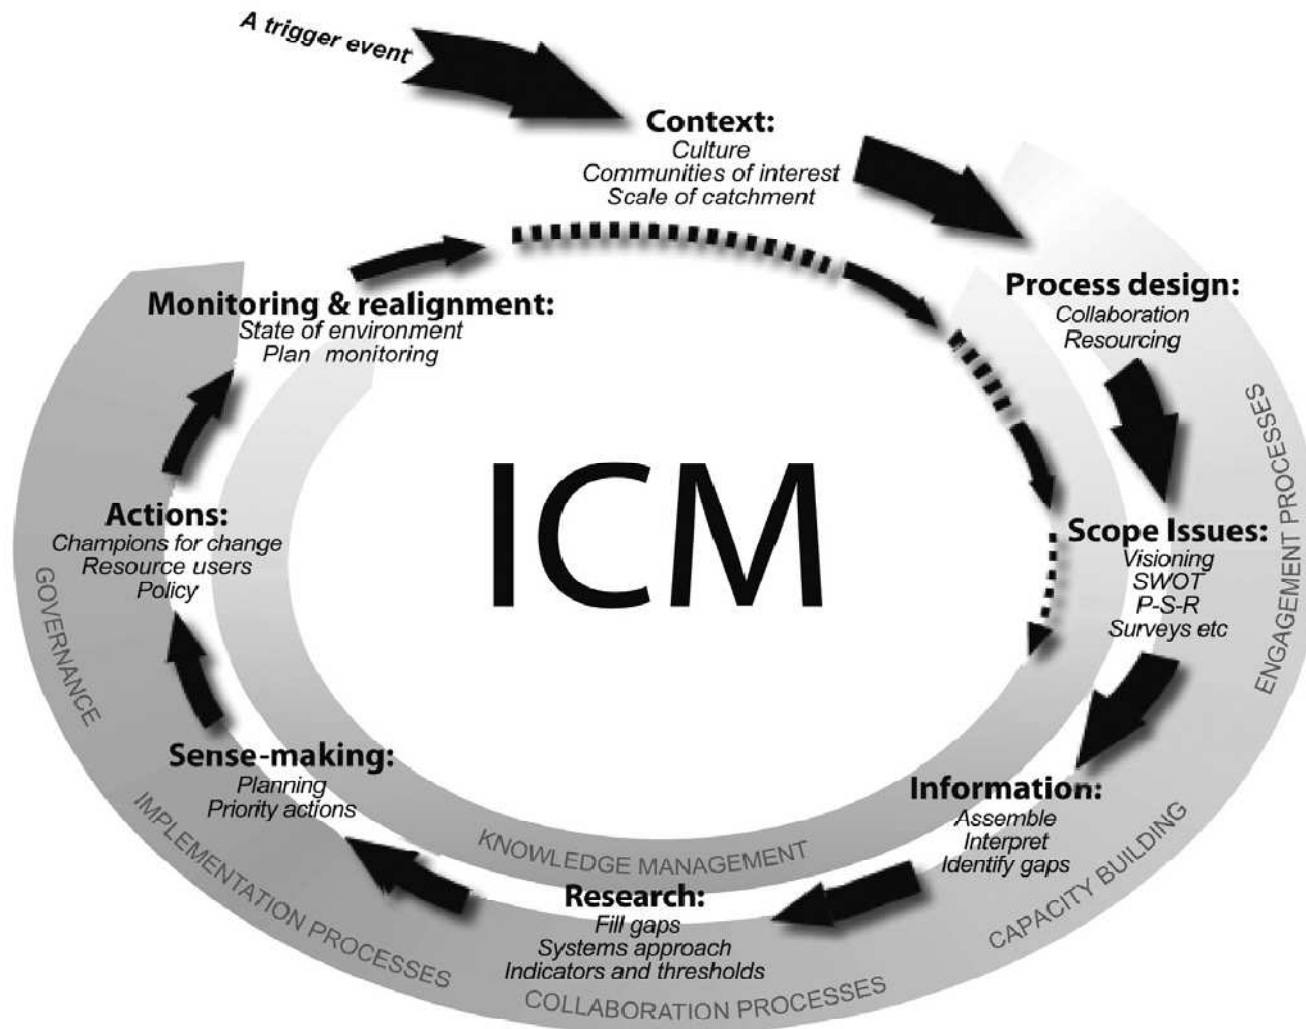 A trigger event
Context:
Culture
Communities of interest
Scale of catchment
Process design:
Collaboration
Resourcing
Scope Issues:
Visioning
SWOT
P-S-R
Surveys etc
Information:
Assemble
Interpret
Identify gaps
Research:
Fill gaps
Systems approach
Indicators and thresholds
Sense-making:
Planning
Priority actions
Actions:
Champions for change
Resource users
Policy
Monitoring & realignment:
State of environment
Plan monitoring
ICM
ENGAGEMENT PROCESSES
CAPACITY BUILDING
COLLABORATION PROCESSES
IMPLEMENTATION PROCESSES
GOVERNANCE
KNOWLEDGE MANAGEMENT